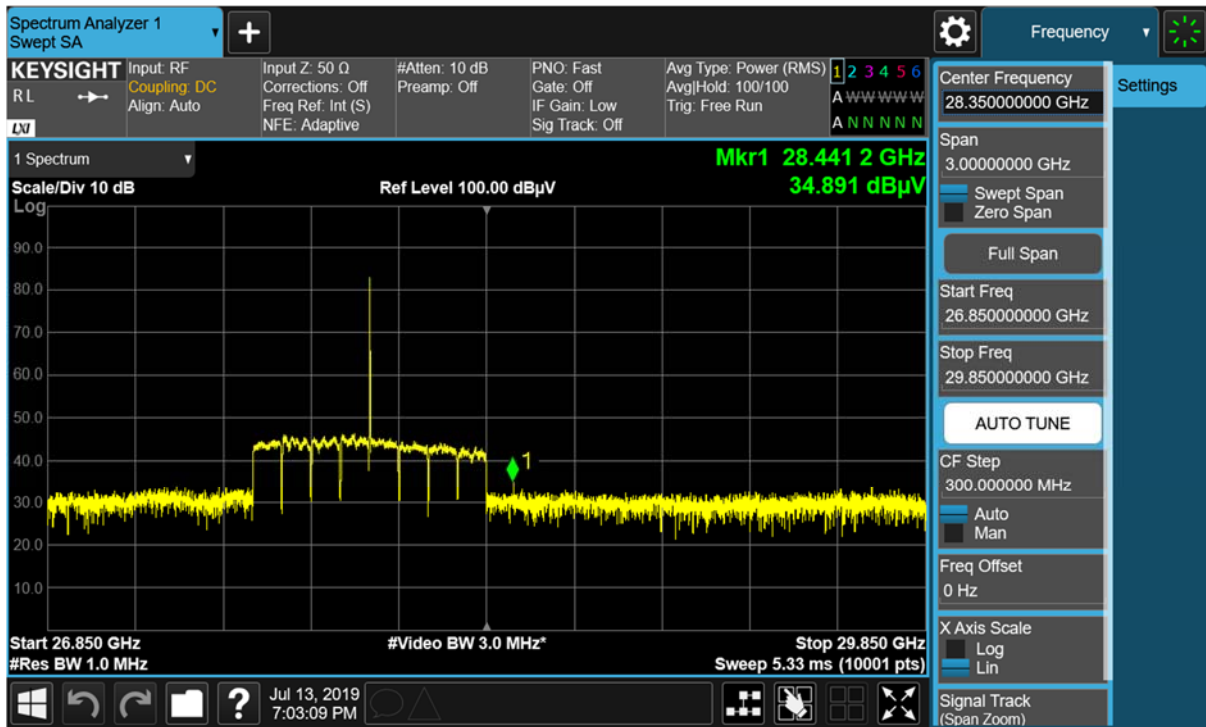 Spectrum Analyzer 1
Swept SA
+
Frequency
KEYSIGHT
R L
LXI
Input: RF
Coupling: DC
Align: Auto
Input Z: 50 Ω
Corrections: Off
Freq Ref: Int (S)
NFE: Adaptive
#Atten: 10 dB
Preamp: Off
PNO: Fast
Gate: Off
IF Gain: Low
Sig Track: Off
Avg Type: Power (RMS)
Avg|Hold: 100/100
Trig: Free Run
1 2 3 4 5 6
A W W W W W
A N N N N N
Center Frequency
28.350000000 GHz
Settings
Span
3.00000000 GHz
Swept Span
Zero Span
Full Span
Start Freq
26.850000000 GHz
Stop Freq
29.850000000 GHz
AUTO TUNE
CF Step
300.000000 MHz
Auto
Man
Freq Offset
0 Hz
X Axis Scale
Log
Lin
Signal Track
(Span Zoom)
1 Spectrum
Mkr1 28.441 2 GHz
34.891 dBµV
Scale/Div 10 dB
Ref Level 100.00 dBµV
Log
90.0
80.0
70.0
60.0
50.0
40.0
30.0
20.0
10.0
1
Start 26.850 GHz
#Video BW 3.0 MHz*
Stop 29.850 GHz
#Res BW 1.0 MHz
Sweep 5.33 ms (10001 pts)
?
Jul 13, 2019
7:03:09 PM